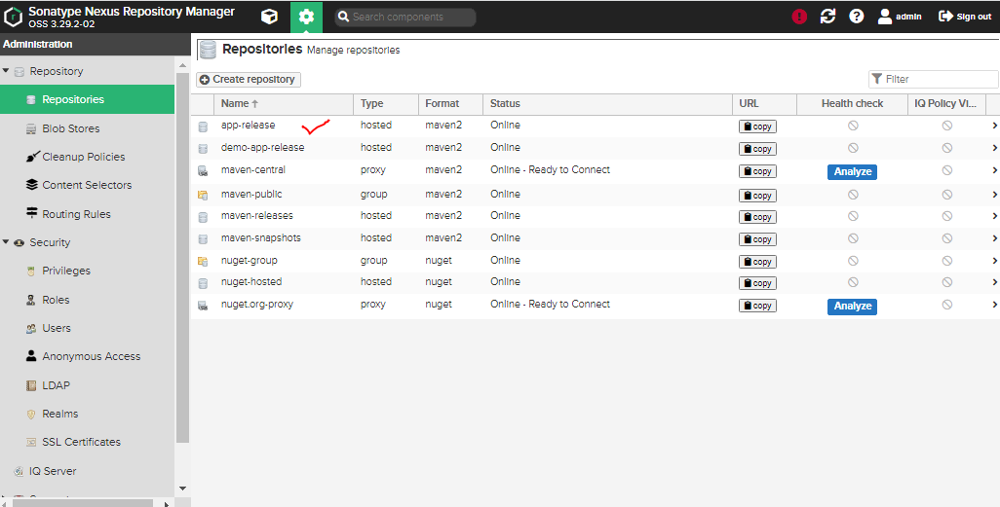 Sonatype Nexus Repository Manager
OSS 3.29.2-02
Search components
admin
Sign out
Administration
Repository
Repositories
Blob Stores
Cleanup Policies
Content Selectors
Routing Rules
Security
Privileges
Roles
Users
Anonymous Access
LDAP
Realms
SSL Certificates
IQ Server
Repositories Manage repositories
Create repository
Filter
Name Type Format Status URL Health check IQ Policy Vi...
app-release hosted maven2 Online copy
demo-app-release hosted maven2 Online copy
maven-central proxy maven2 Online - Ready to Connect copy Analyze
maven-public group maven2 Online copy
maven-releases hosted maven2 Online copy
maven-snapshots hosted maven2 Online copy
nuget-group group nuget Online copy
nuget-hosted hosted nuget Online copy
nuget.org-proxy proxy nuget Online - Ready to Connect copy Analyze